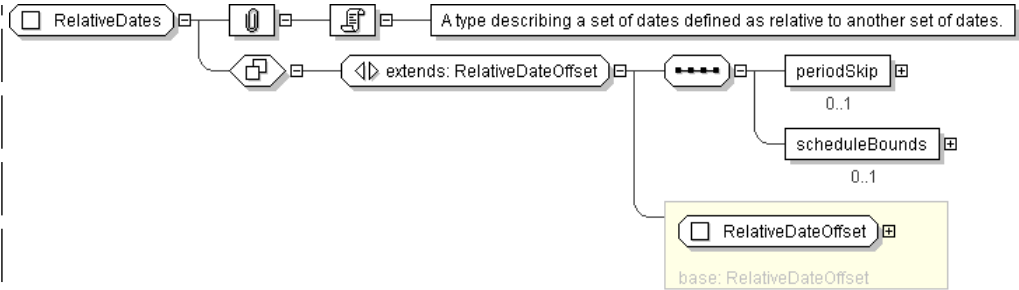 RelativeDates
A type describing a set of dates defined as relative to another set of dates.
extends: RelativeDateOffset
periodSkip
0..1
scheduleBounds
0..1
RelativeDateOffset
base: RelativeDateOffset